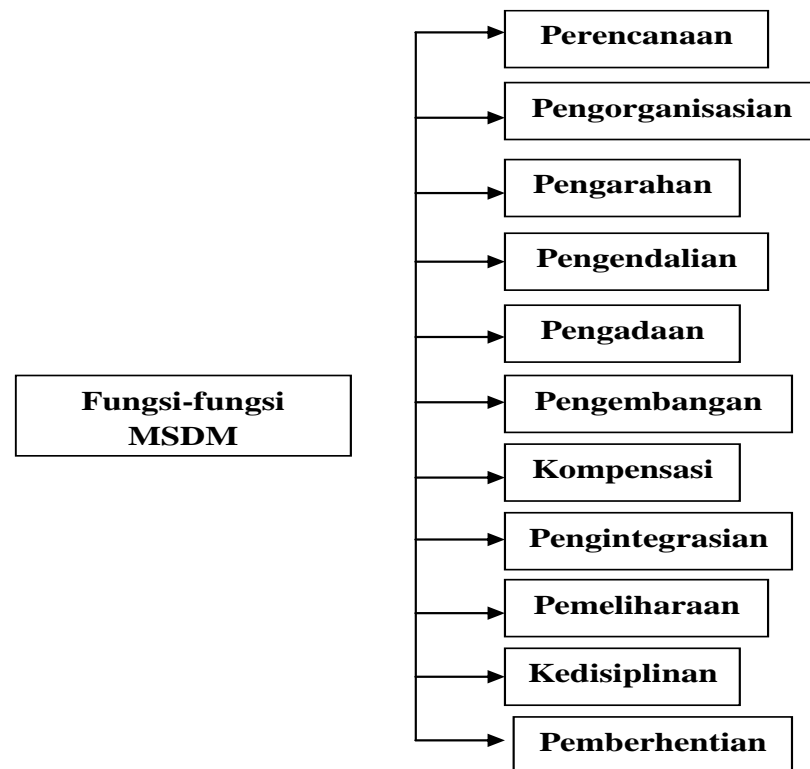 Perencanaan
Pengorganisasian
Pengarahan
Pengendalian
Pengadaan
Fungsi-fungsi
MSDM
Pengembangan
Kompensasi
Pengintegrasian
Pemeliharaan
Kedisiplinan
Pemberhentian